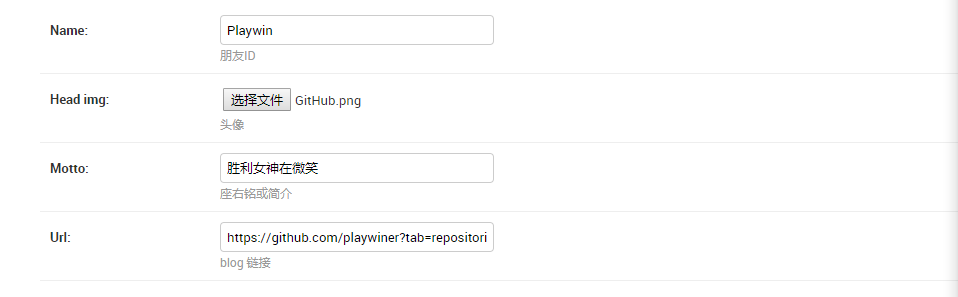 Name:
Playwin
朋友ID
Head img:
选择文件 GitHub.png
头像
Motto:
胜利女神在微笑
座右铭或简介
Url:
https://github.com/playwiner?tab=repositori
blog 链接